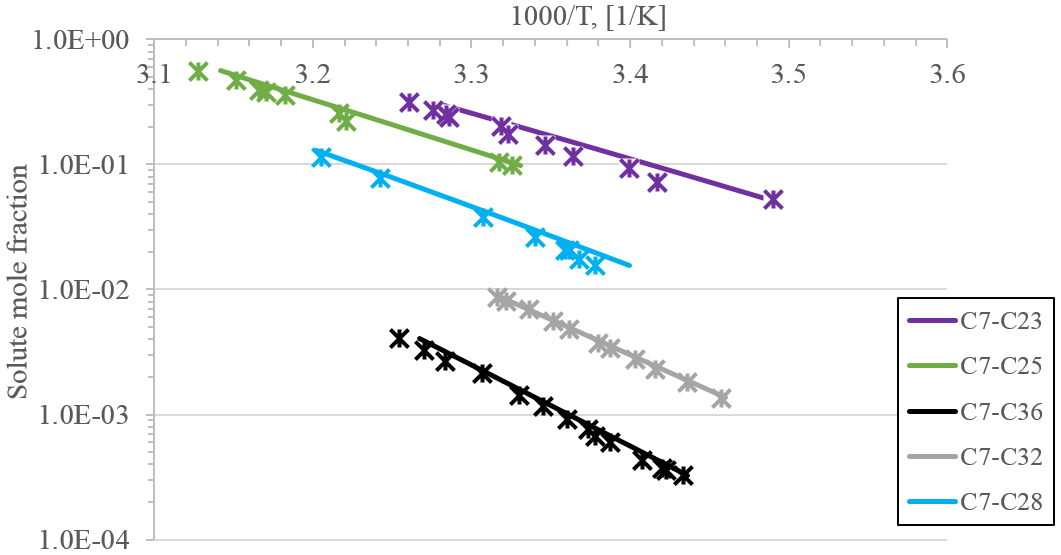 1000/T, [1/K]
1.0E+00
3.1 3.2 3.3 3.4 3.5 3.6
1.0E-01
1.0E-02
1.0E-03
1.0E-04
Solute mole fraction
C7-C23
C7-C25
C7-C36
C7-C32
C7-C28